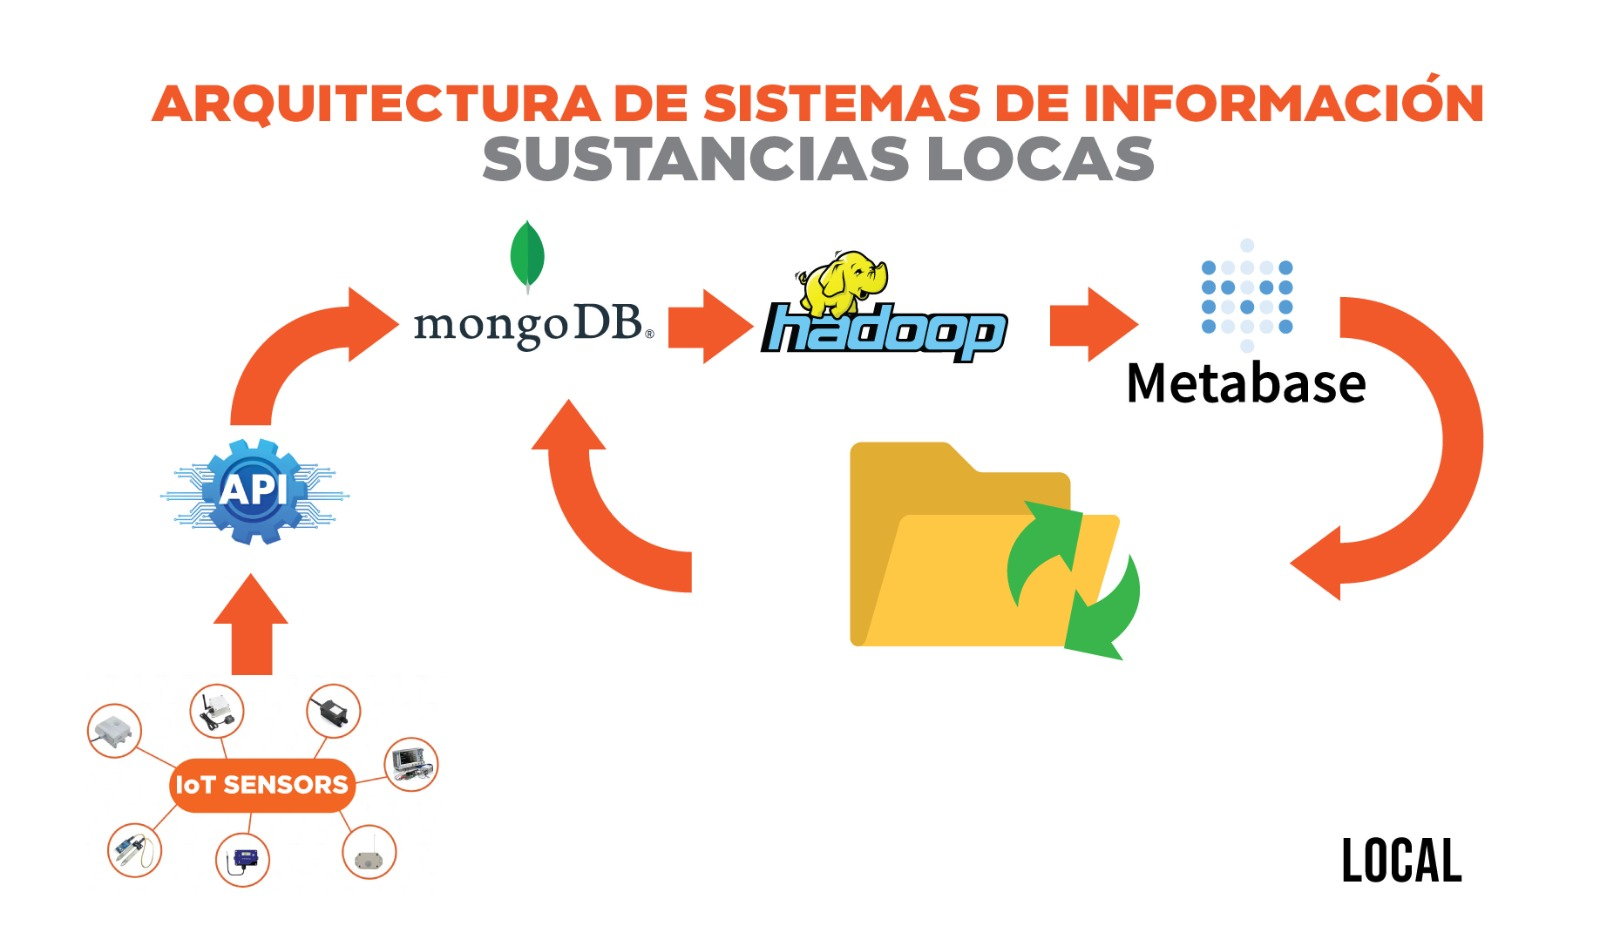 ARQUITECTURA DE SISTEMAS DE INFORMACIÓN
SUSTANCIAS LOCAS
mongoDB®
hadoop
Metabase
API
IoT SENSORS
LOCAL